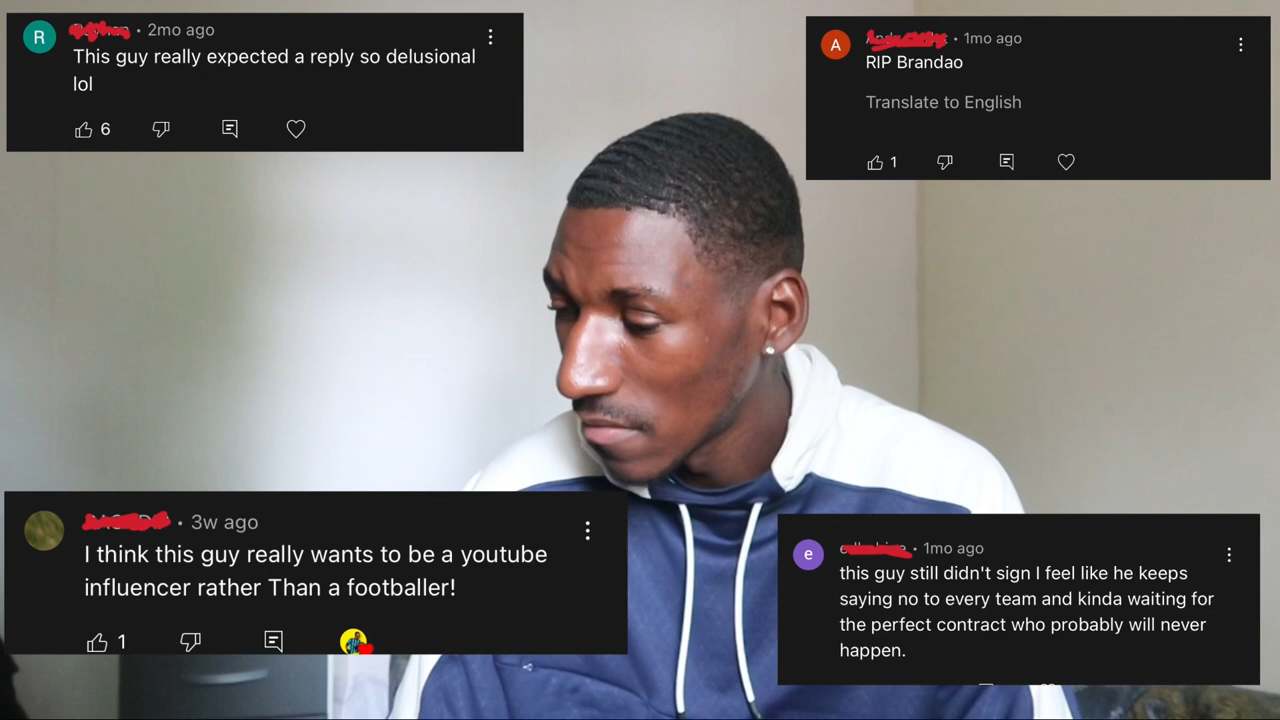 R
· 2mo ago
This guy really expected a reply so delusional
lol
6
A
· 1mo ago
RIP Brandao
Translate to English
1
· 3w ago
I think this guy really wants to be a youtube
influencer rather Than a footballer!
1
e
· 1mo ago
this guy still didn't sign I feel like he keeps
saying no to every team and kinda waiting for
the perfect contract who probably will never
happen.